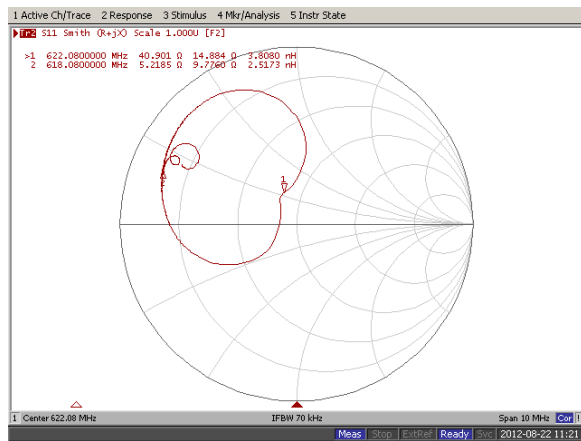 1 Active Ch/Trace 2 Response 3 Stimulus 4 Mkr/Analysis 5 Instr State
Tr2 S11 Smith (R+jX) Scale 1.000U [F2]
>1 622.0800000 MHz 40.901 Ω 14.884 Ω 3.8080 nH
2 618.0800000 MHz 5.2185 Ω 9.7760 Ω 2.5173 nH
1
1 Center 622.08 MHz IFBW 70 kHz Span 10 MHz Cor !
Meas Stop ExtRef Ready Svc 2012-08-22 11:21